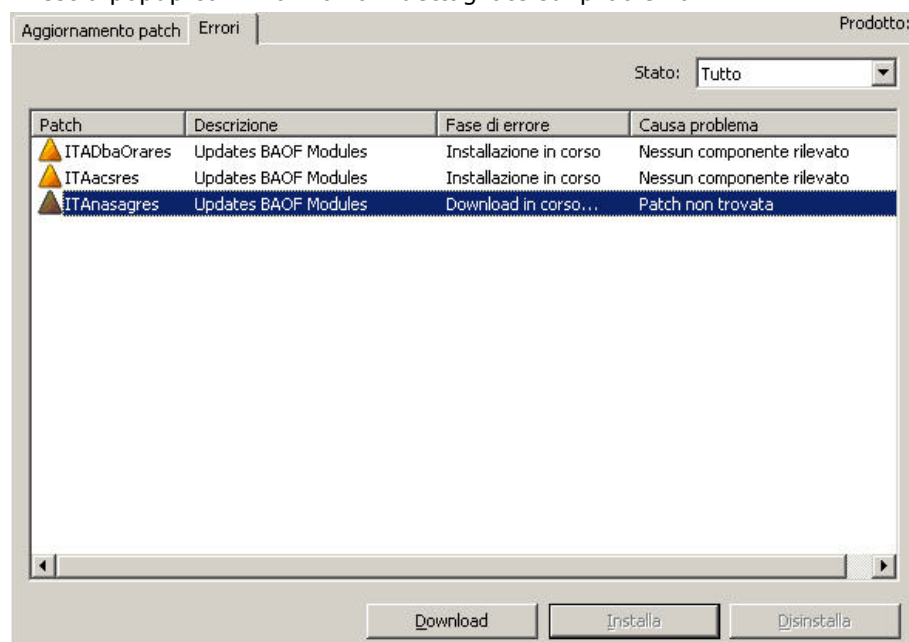 Aggiornamento patch Errori Prodotto:
Stato: Tutto
Patch Descrizione Fase di errore Causa problema
ITADbaOrares Updates BAOF Modules Installazione in corso Nessun componente rilevato
ITAacsres Updates BAOF Modules Installazione in corso Nessun componente rilevato
ITAnasagres Updates BAOF Modules Download in corso... Patch non trovata
Download Installa Disinstalla